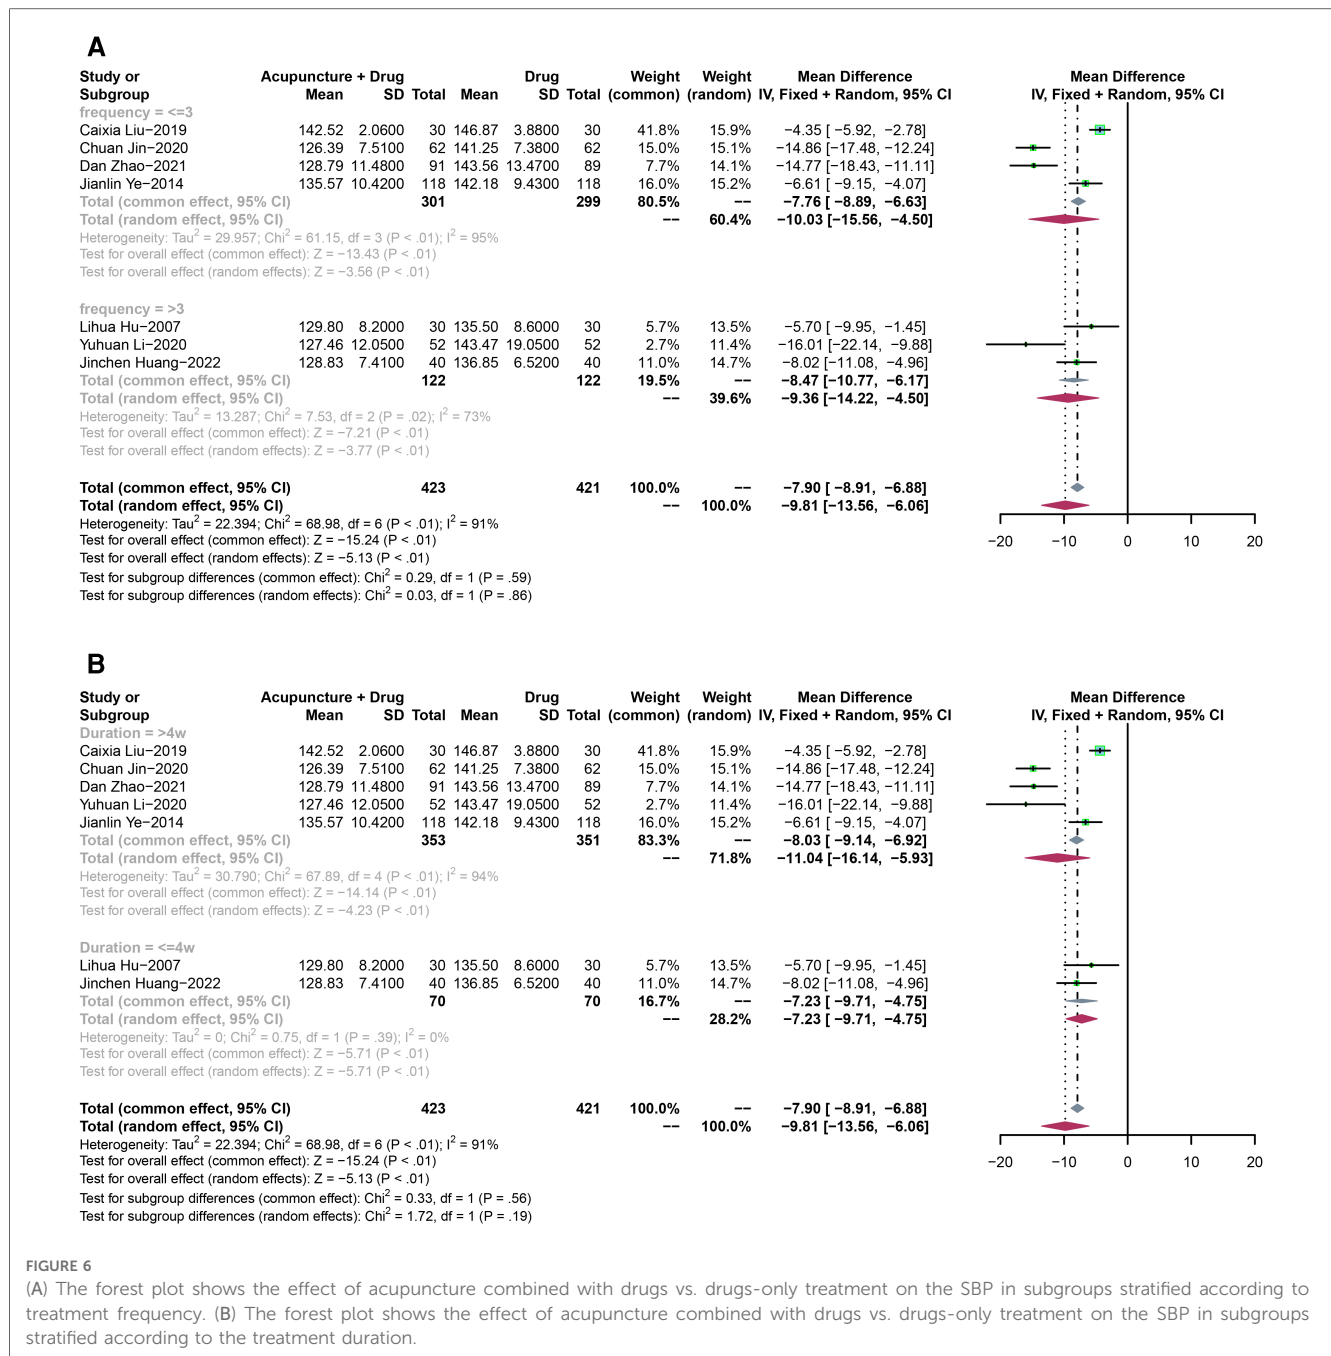 A
Study or Acupuncture + Drug Drug Weight Weight Mean Difference Mean Difference
Subgroup Mean SD Total Mean SD Total (common) (random) IV, Fixed + Random, 95% CI IV, Fixed + Random, 95% CI
frequency = <=3
Caixia Liu−2019 142.52 2.0600 30 146.87 3.8800 30 41.8% 15.9% −4.35 [ −5.92, −2.78]
Chuan Jin−2020 126.39 7.5100 62 141.25 7.3800 62 15.0% 15.1% −14.86 [−17.48, −12.24]
Dan Zhao−2021 128.79 11.4800 91 143.56 13.4700 89 7.7% 14.1% −14.77 [−18.43, −11.11]
Jianlin Ye−2014 135.57 10.4200 118 142.18 9.4300 118 16.0% 15.2% −6.61 [ −9.15, −4.07]
Total (common effect, 95% CI) 301 299 80.5% −− −7.76 [ −8.89, −6.63]
Total (random effect, 95% CI) −− 60.4% −10.03 [−15.56, −4.50]
Heterogeneity: Tau² = 29.957; Chi² = 61.15, df = 3 (P < .01); I² = 95%
Test for overall effect (common effect): Z = −13.43 (P < .01)
Test for overall effect (random effects): Z = −3.56 (P < .01)
frequency = >3
Lihua Hu−2007 129.80 8.2000 30 135.50 8.6000 30 5.7% 13.5% −5.70 [ −9.95, −1.45]
Yuhuan Li−2020 127.46 12.0500 52 143.47 19.0500 52 2.7% 11.4% −16.01 [−22.14, −9.88]
Jinchen Huang−2022 128.83 7.4100 40 136.85 6.5200 40 11.0% 14.7% −8.02 [−11.08, −4.96]
Total (common effect, 95% CI) 122 122 19.5% −− −8.47 [−10.77, −6.17]
Total (random effect, 95% CI) −− 39.6% −9.36 [−14.22, −4.50]
Heterogeneity: Tau² = 13.287; Chi² = 7.53, df = 2 (P = .02); I² = 73%
Test for overall effect (common effect): Z = −7.21 (P < .01)
Test for overall effect (random effects): Z = −3.77 (P < .01)
Total (common effect, 95% CI) 423 421 100.0% −− −7.90 [ −8.91, −6.88]
Total (random effect, 95% CI) −− 100.0% −9.81 [−13.56, −6.06]
Heterogeneity: Tau² = 22.394; Chi² = 68.98, df = 6 (P < .01); I² = 91%
Test for overall effect (common effect): Z = −15.24 (P < .01)
Test for overall effect (random effects): Z = −5.13 (P < .01)
Test for subgroup differences (common effect): Chi² = 0.29, df = 1 (P = .59)
Test for subgroup differences (random effects): Chi² = 0.03, df = 1 (P = .86)
−20 −10 0 10 20
B
Study or Acupuncture + Drug Drug Weight Weight Mean Difference Mean Difference
Subgroup Mean SD Total Mean SD Total (common) (random) IV, Fixed + Random, 95% CI IV, Fixed + Random, 95% CI
Duration = >4w
Caixia Liu−2019 142.52 2.0600 30 146.87 3.8800 30 41.8% 15.9% −4.35 [ −5.92, −2.78]
Chuan Jin−2020 126.39 7.5100 62 141.25 7.3800 62 15.0% 15.1% −14.86 [−17.48, −12.24]
Dan Zhao−2021 128.79 11.4800 91 143.56 13.4700 89 7.7% 14.1% −14.77 [−18.43, −11.11]
Yuhuan Li−2020 127.46 12.0500 52 143.47 19.0500 52 2.7% 11.4% −16.01 [−22.14, −9.88]
Jianlin Ye−2014 135.57 10.4200 118 142.18 9.4300 118 16.0% 15.2% −6.61 [ −9.15, −4.07]
Total (common effect, 95% CI) 353 351 83.3% −− −8.03 [ −9.14, −6.92]
Total (random effect, 95% CI) −− 71.8% −11.04 [−16.14, −5.93]
Heterogeneity: Tau² = 30.790; Chi² = 67.89, df = 4 (P < .01); I² = 94%
Test for overall effect (common effect): Z = −14.14 (P < .01)
Test for overall effect (random effects): Z = −4.23 (P < .01)
Duration = <=4w
Lihua Hu−2007 129.80 8.2000 30 135.50 8.6000 30 5.7% 13.5% −5.70 [ −9.95, −1.45]
Jinchen Huang−2022 128.83 7.4100 40 136.85 6.5200 40 11.0% 14.7% −8.02 [−11.08, −4.96]
Total (common effect, 95% CI) 70 70 16.7% −− −7.23 [ −9.71, −4.75]
Total (random effect, 95% CI) −− 28.2% −7.23 [ −9.71, −4.75]
Heterogeneity: Tau² = 0; Chi² = 0.75, df = 1 (P = .39); I² = 0%
Test for overall effect (common effect): Z = −5.71 (P < .01)
Test for overall effect (random effects): Z = −5.71 (P < .01)
Total (common effect, 95% CI) 423 421 100.0% −− −7.90 [ −8.91, −6.88]
Total (random effect, 95% CI) −− 100.0% −9.81 [−13.56, −6.06]
Heterogeneity: Tau² = 22.394; Chi² = 68.98, df = 6 (P < .01); I² = 91%
Test for overall effect (common effect): Z = −15.24 (P < .01)
Test for overall effect (random effects): Z = −5.13 (P < .01)
Test for subgroup differences (common effect): Chi² = 0.33, df = 1 (P = .56)
Test for subgroup differences (random effects): Chi² = 1.72, df = 1 (P = .19)
−20 −10 0 10 20
FIGURE 6
(A) The forest plot shows the effect of acupuncture combined with drugs vs. drugs-only treatment on the SBP in subgroups stratified according to
treatment frequency. (B) The forest plot shows the effect of acupuncture combined with drugs vs. drugs-only treatment on the SBP in subgroups
stratified according to the treatment duration.